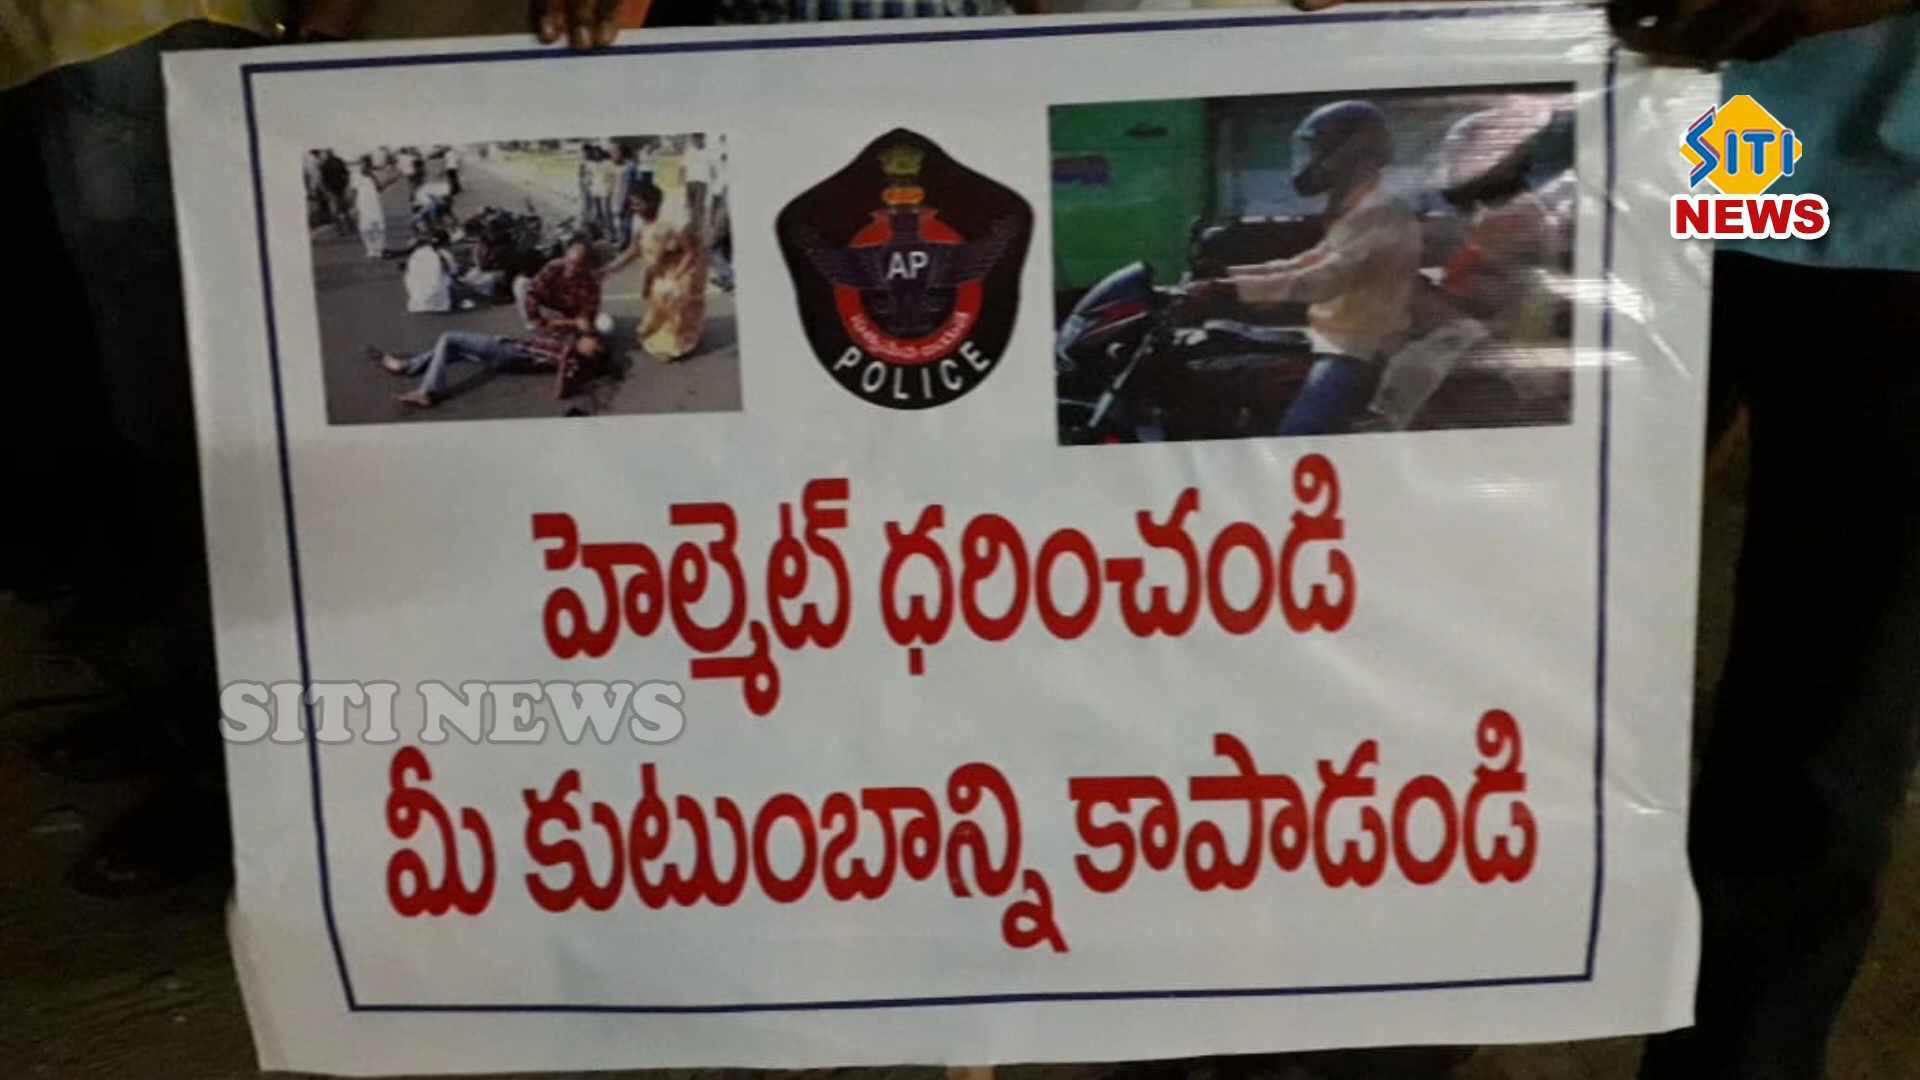 SITI
NEWS
AP
POLICE
హెల్మెట్ ధరించండి
SITI NEWS
మీ కుటుంబాన్ని కాపాడండి